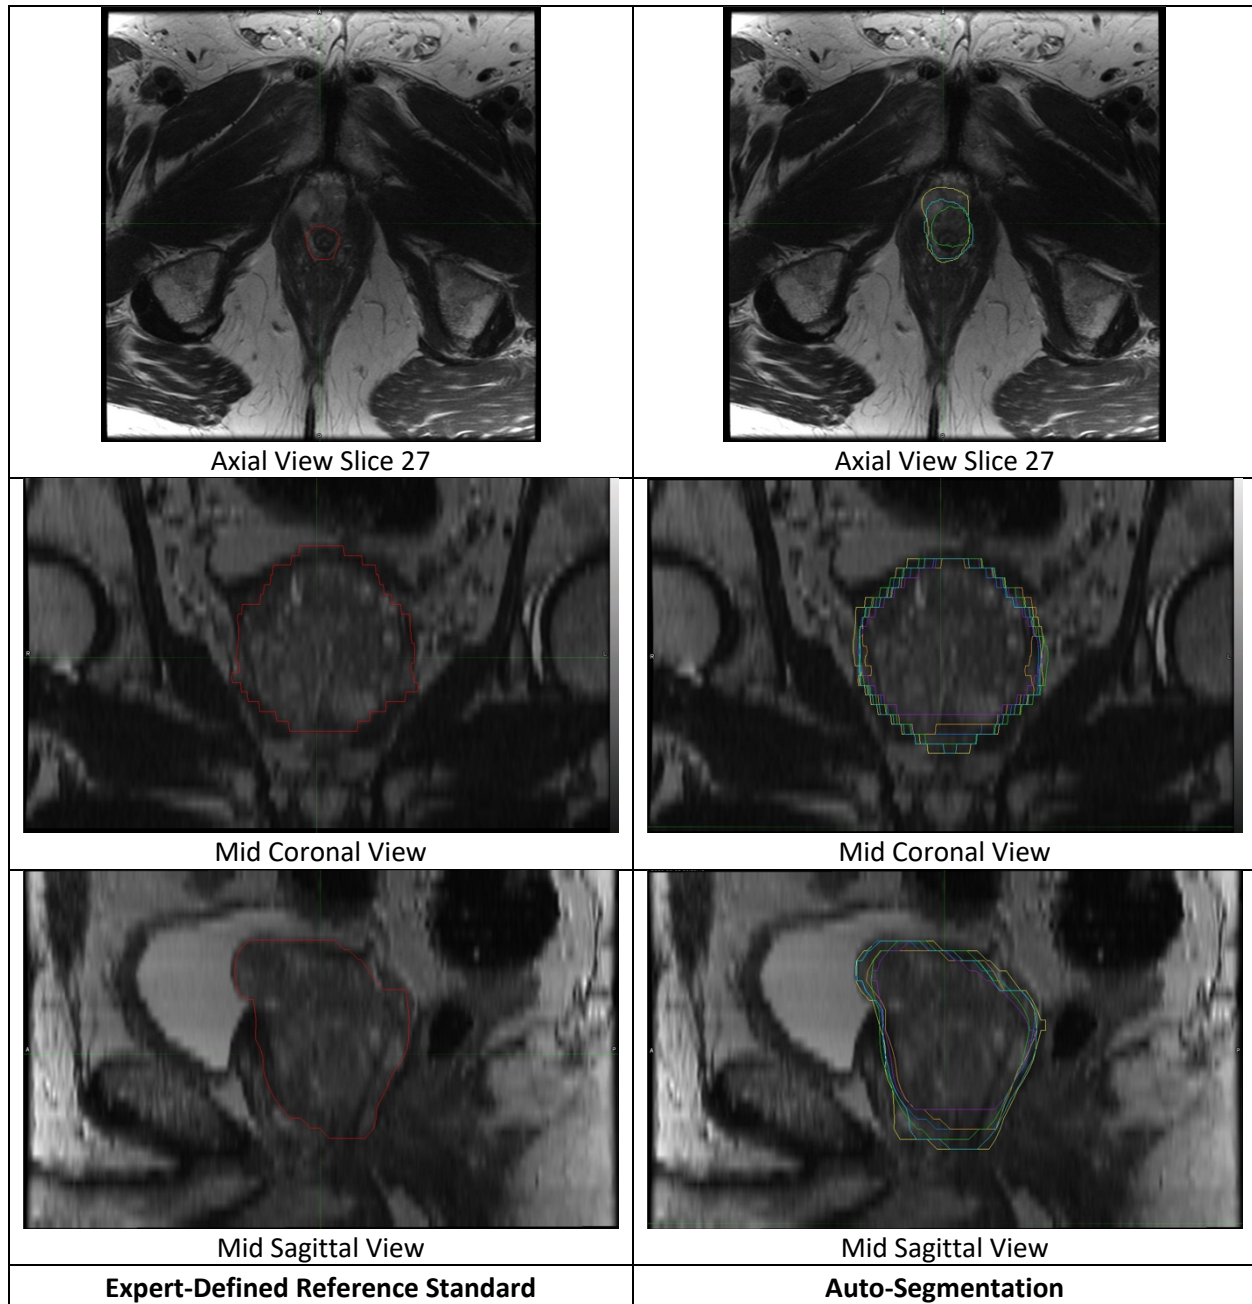 Axial View Slice 27
Axial View Slice 27
Mid Coronal View
Mid Coronal View
Mid Sagittal View
Mid Sagittal View
Expert-Defined Reference Standard
Auto-Segmentation